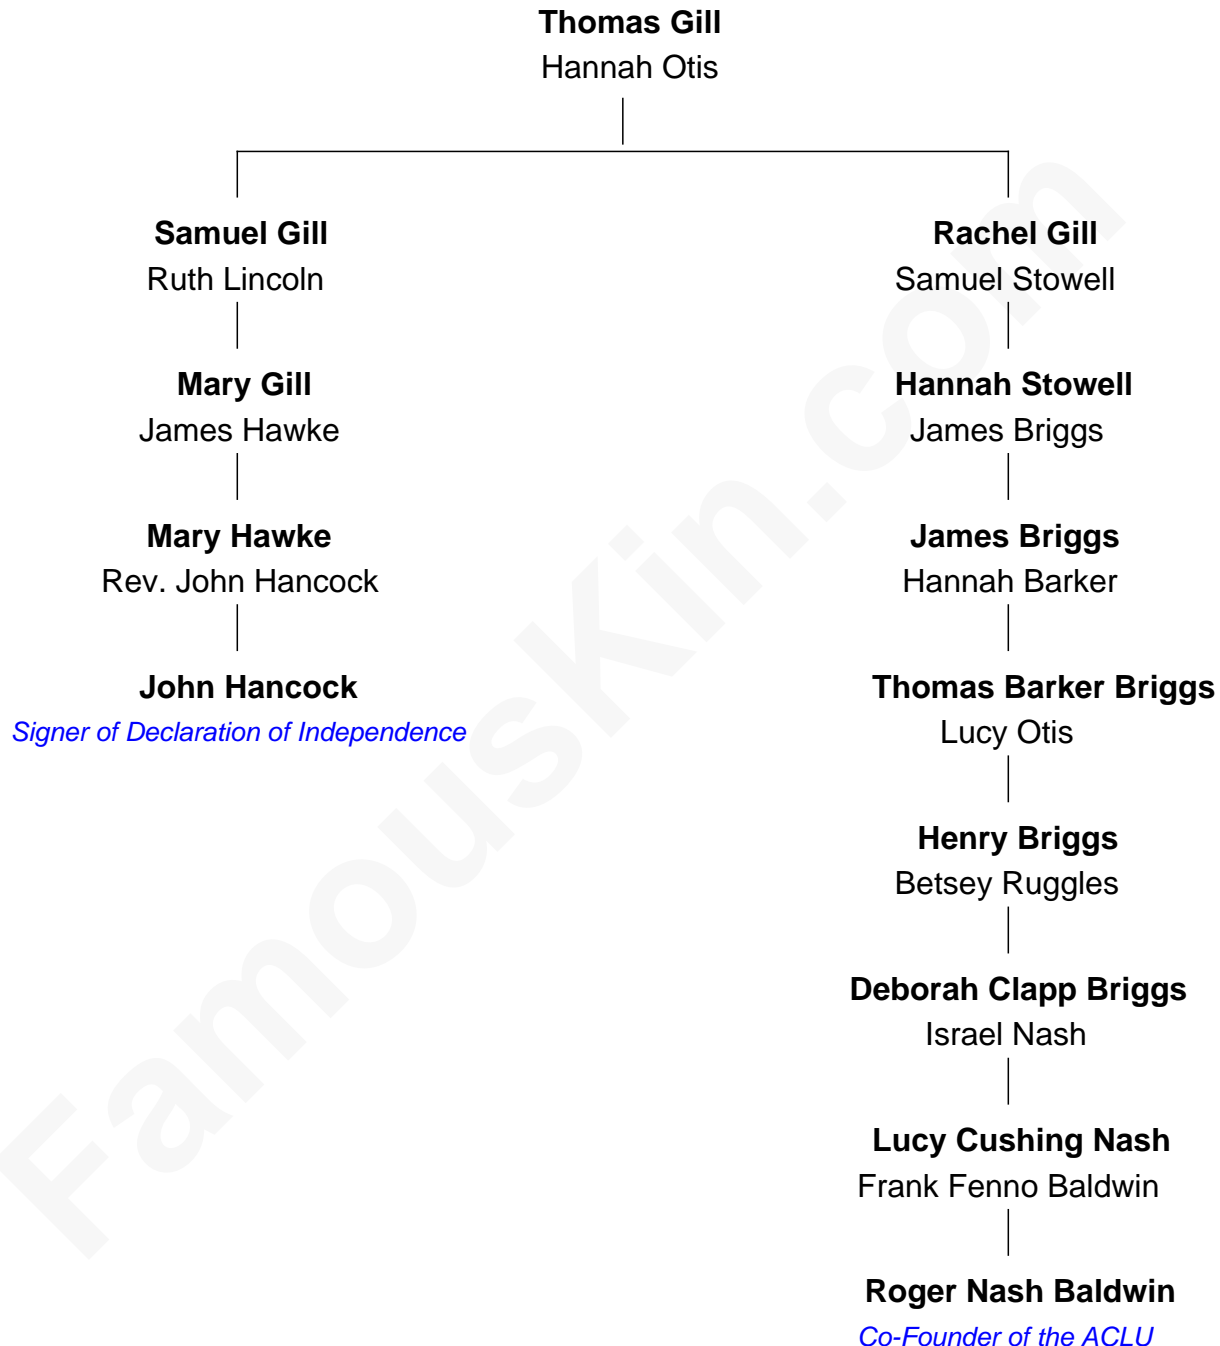 Thomas Gill
Hannah Otis
Samuel Gill
Ruth Lincoln
Mary Gill
James Hawke
Mary Hawke
Rev. John Hancock
John Hancock
Signer of Declaration of Independence
Rachel Gill
Samuel Stowell
Hannah Stowell
James Briggs
James Briggs
Hannah Barker
Thomas Barker Briggs
Lucy Otis
Henry Briggs
Betsey Ruggles
Deborah Clapp Briggs
Israel Nash
Lucy Cushing Nash
Frank Fenno Baldwin
Roger Nash Baldwin
Co-Founder of the ACLU
FamousKin.com